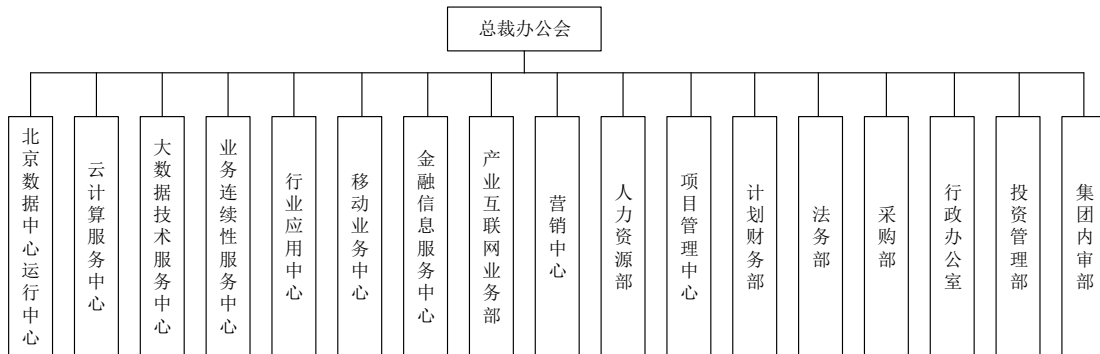 总裁办公会
北京数据中心运行中心
云计算服务中心
大数据技术服务中心
业务连续性服务中心
行业应用中心
移动业务中心
金融信息服务中心
产业互联网业务部
营销中心
人力资源部
项目管理中心
计划财务部
法务部
采购部
行政办公室
投资管理部
集团内审部